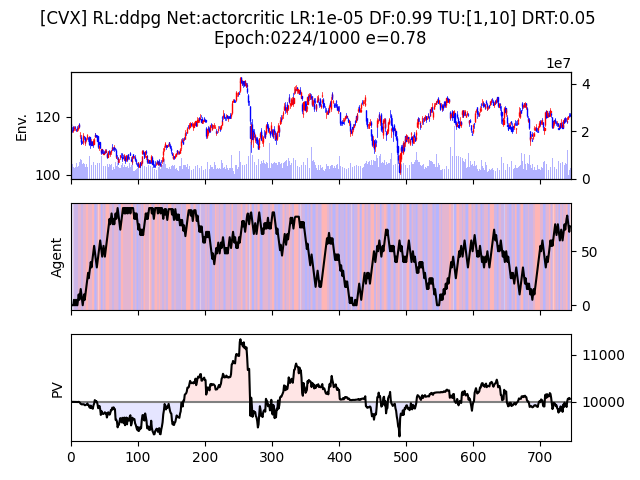 [CVX] RL:ddpg Net:actorcritic LR:1e-05 DF:0.99 TU:[1,10] DRT:0.05
Epoch:0224/1000 e=0.78
1e7
Env.
120
100
4
2
0
Agent
50
0
PV
11000
10000
0 100 200 300 400 500 600 700